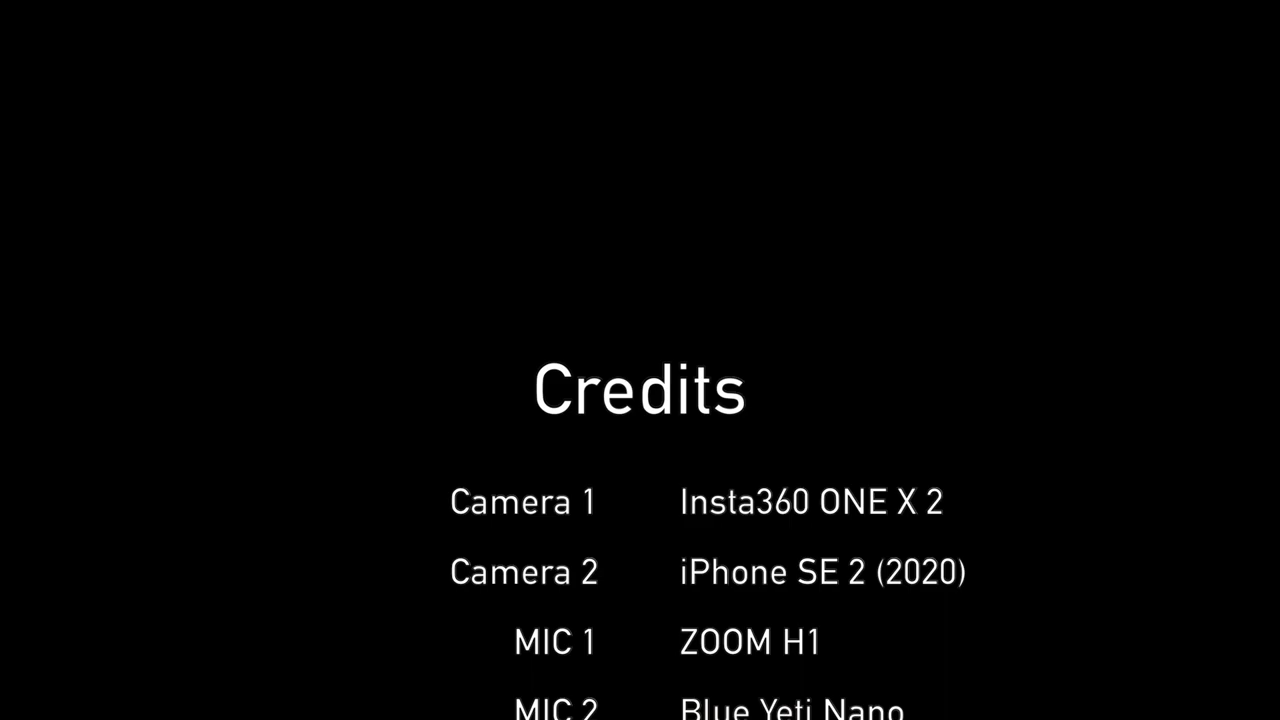 Credits
Camera 1 Insta360 ONE X 2
Camera 2 iPhone SE 2 (2020)
MIC 1 ZOOM H1
MIC 2 Blue Yeti Nano